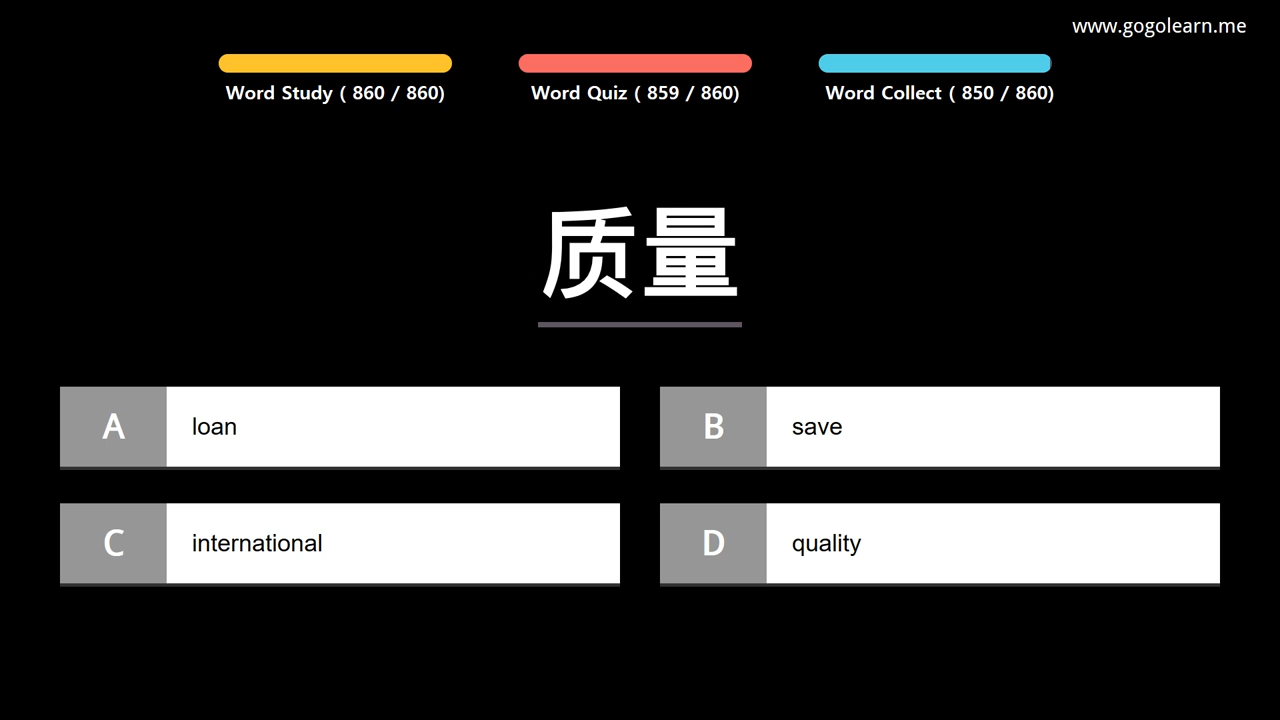 www.gogolearn.me
Word Study ( 860 / 860)
Word Quiz ( 859 / 860)
Word Collect ( 850 / 860)
质量
A loan
B save
C international
D quality